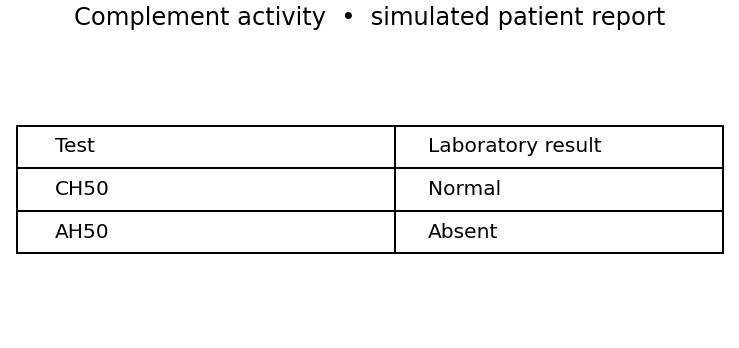 Complement activity • simulated patient report
Test Laboratory result
CH50 Normal
AH50 Absent